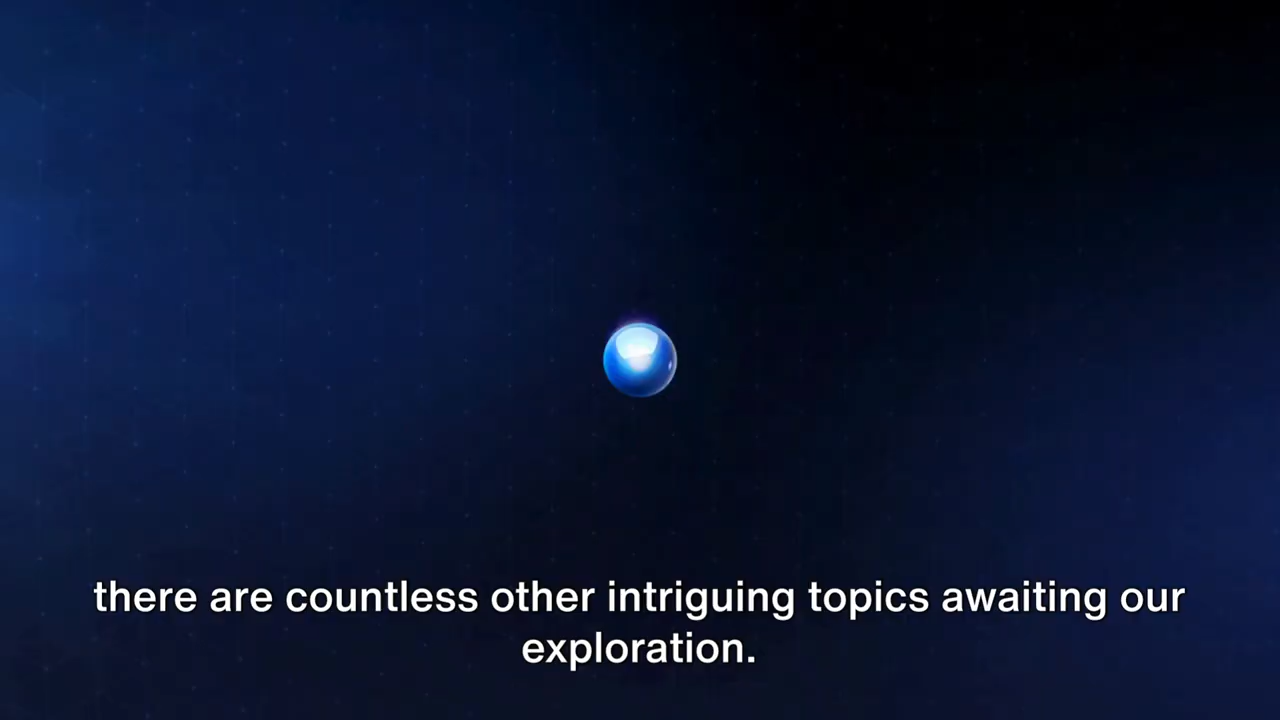 there are countless other intriguing topics awaiting our
exploration.